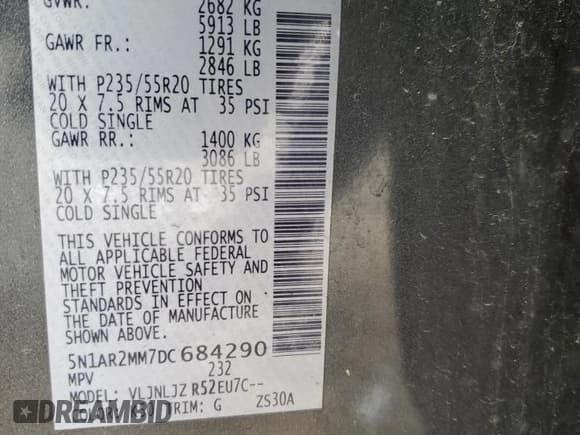 GVWR: 2682 KG
5913 LB
GAWR FR.: 1291 KG
2846 LB
WITH P235/55R20 TIRES
20 X 7.5 RIMS AT 35 PSI
COLD SINGLE
GAWR RR.: 1400 KG
3086 LB
WITH P235/55R20 TIRES
20 X 7.5 RIMS AT 35 PSI
COLD SINGLE
THIS VEHICLE CONFORMS TO
ALL APPLICABLE FEDERAL
MOTOR VEHICLE SAFETY AND
THEFT PREVENTION
STANDARDS IN EFFECT ON
THE DATE OF MANUFACTURE
SHOWN ABOVE.
5N1AR2MM7DC684290
MPV 232
MODEL: VLJNLJZ R52EU7C--
TRIM: G ZS30A
DID I CRASH THAT?